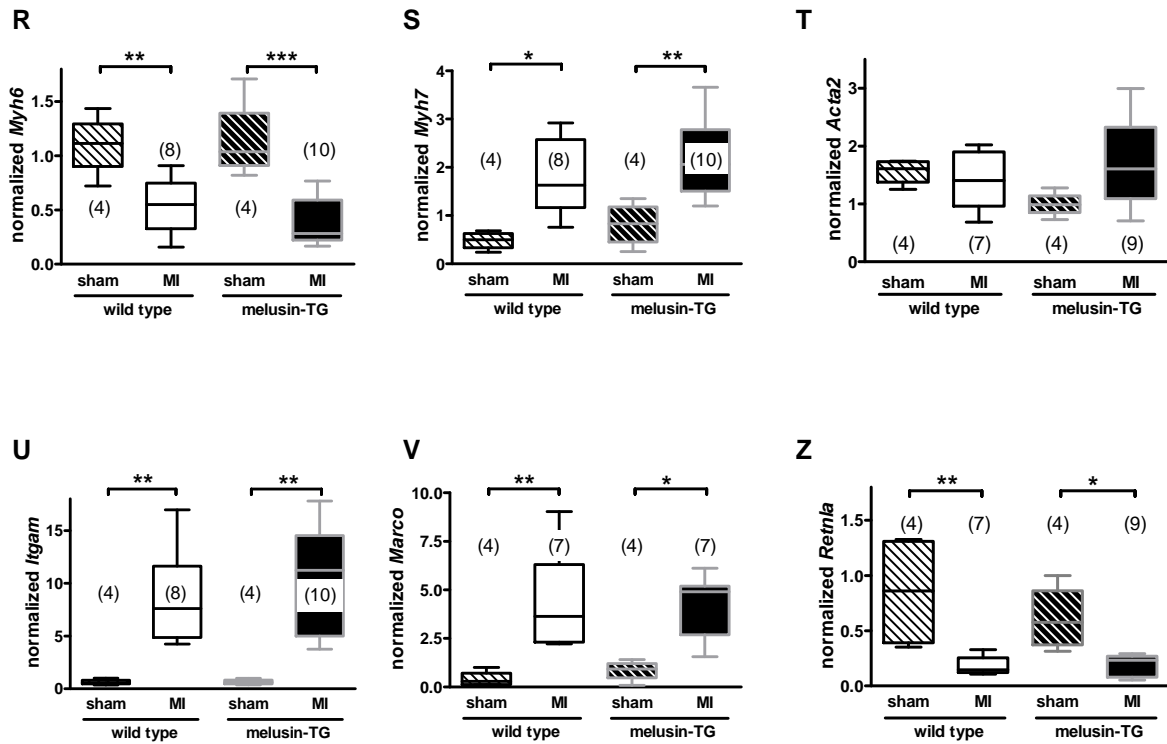 R
normalized Myh6
1.5
1.0
0.5
0.0
**
***
(4)
(8)
(4)
(10)
sham MI sham MI
wild type melusin-TG
S
normalized Myh7
4
3
2
1
0
*
**
(4)
(8)
(4)
(10)
sham MI sham MI
wild type melusin-TG
T
normalized Acta2
3
2
1
0
(4)
(7)
(4)
(9)
sham MI sham MI
wild type melusin-TG
U
normalized Itgam
15
10
5
0
**
**
(4)
(8)
(4)
(10)
sham MI sham MI
wild type melusin-TG
V
normalized Marco
10.0
7.5
5.0
2.5
0.0
**
*
(4)
(7)
(4)
(7)
sham MI sham MI
wild type melusin-TG
Z
normalized Retnla
1.5
1.0
0.5
0.0
**
*
(4)
(7)
(4)
(9)
sham MI sham MI
wild type melusin-TG